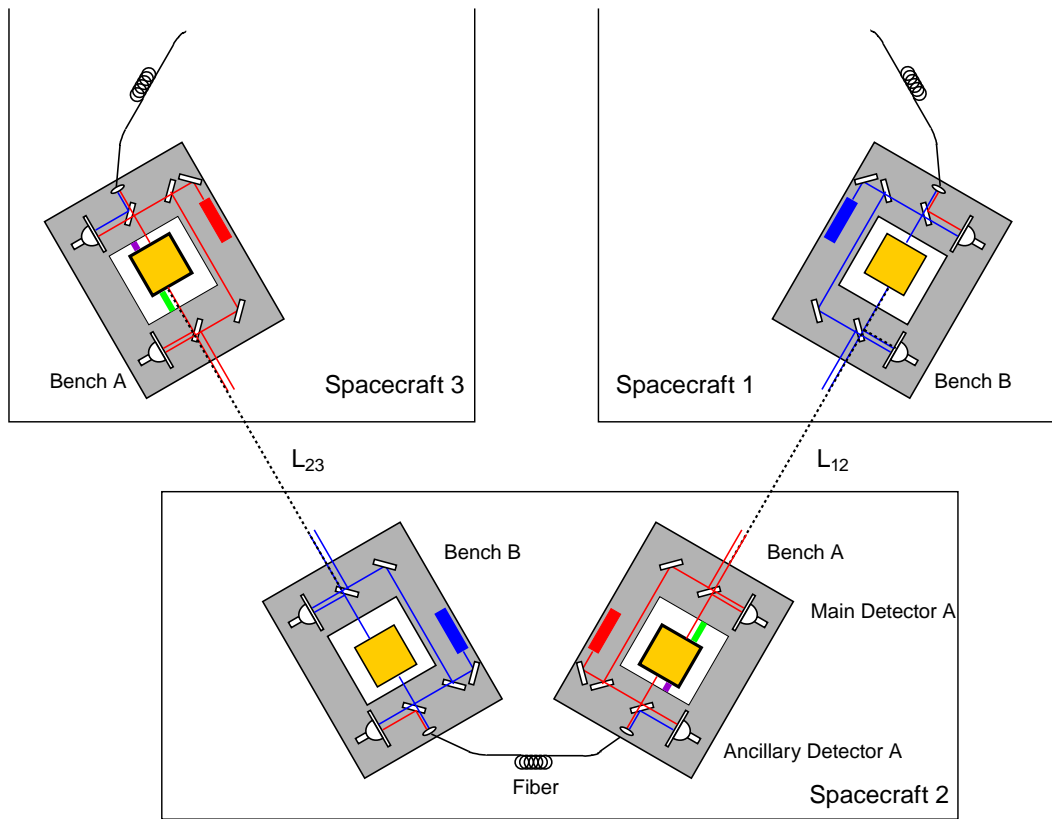 Bench A
Spacecraft 3
Spacecraft 1
Bench B
L₂₃
L₁₂
Bench B
Bench A
Main Detector A
Ancillary Detector A
Fiber
Spacecraft 2